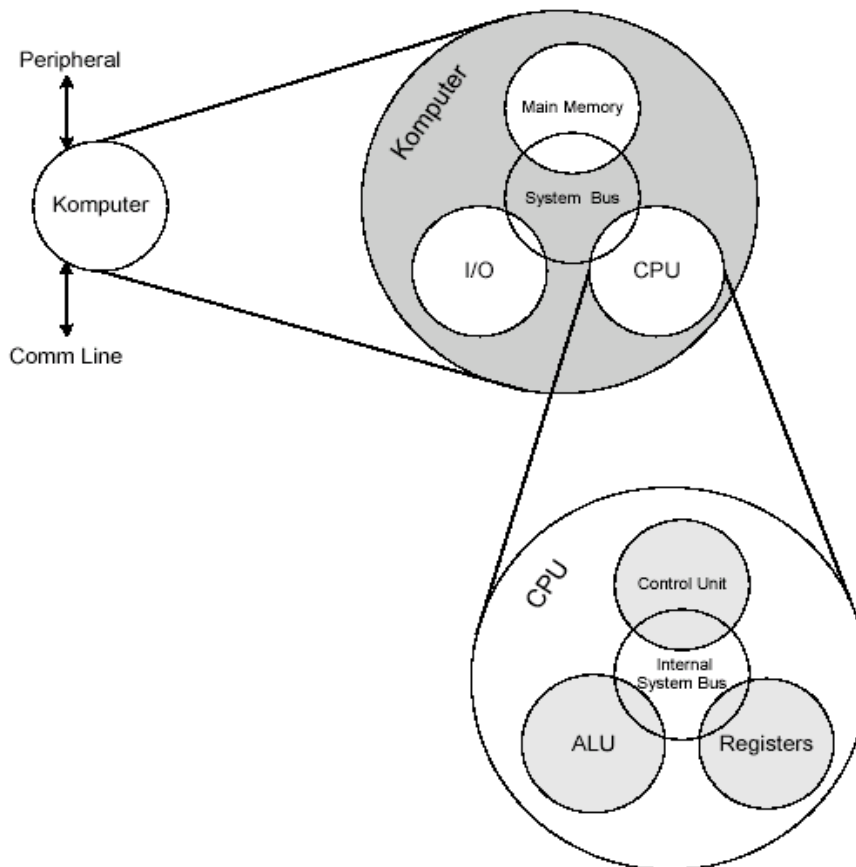 Peripheral
Komputer
Comm Line
Komputer
Main Memory
System Bus
I/O
CPU
CPU
Control Unit
Internal
System Bus
ALU
Registers